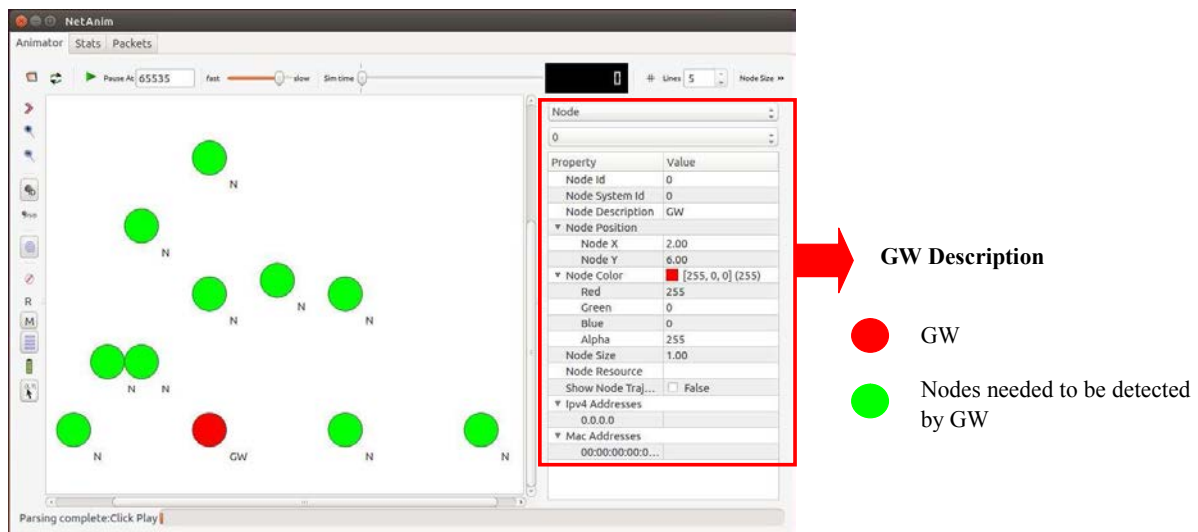 NetAnim
Animator Stats Packets
Pause At 65535 fast slow Sim time 0 # Lines 5 Node Size
Node
0
Property Value
Node Id 0
Node System Id 0
Node Description GW
Node Position
Node X 2.00
Node Y 6.00
Node Color [255, 0, 0] (255)
Red 255
Green 0
Blue 0
Alpha 255
Node Size 1.00
Node Resource
Show Node Traj... False
Ipv4 Addresses
0.0.0.0
Mac Addresses
00:00:00:00:0...
R
M
N
N
N
N
N
N
N
N
GW
N
N
Parsing complete:Click Play
GW Description
GW
Nodes needed to be detected
by GW